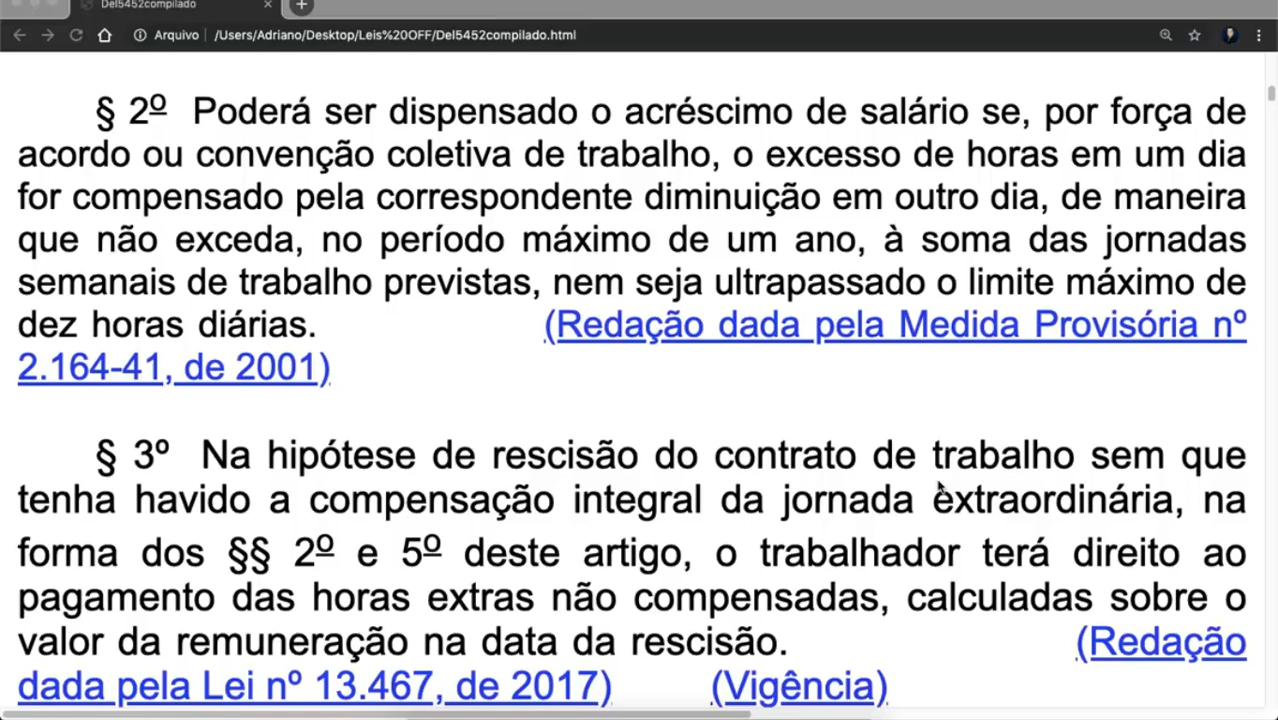 Del5452compilado
Arquivo /Users/Adriano/Desktop/Leis%20OFF/Del5452compilado.html
§ 2º Poderá ser dispensado o acréscimo de salário se, por força de
acordo ou convenção coletiva de trabalho, o excesso de horas em um dia
for compensado pela correspondente diminuição em outro dia, de maneira
que não exceda, no período máximo de um ano, à soma das jornadas
semanais de trabalho previstas, nem seja ultrapassado o limite máximo de
dez horas diárias. (Redação dada pela Medida Provisória nº
2.164-41, de 2001)
§ 3º Na hipótese de rescisão do contrato de trabalho sem que
tenha havido a compensação integral da jornada extraordinária, na
forma dos §§ 2º e 5º deste artigo, o trabalhador terá direito ao
pagamento das horas extras não compensadas, calculadas sobre o
valor da remuneração na data da rescisão. (Redação
dada pela Lei nº 13.467, de 2017) (Vigência)